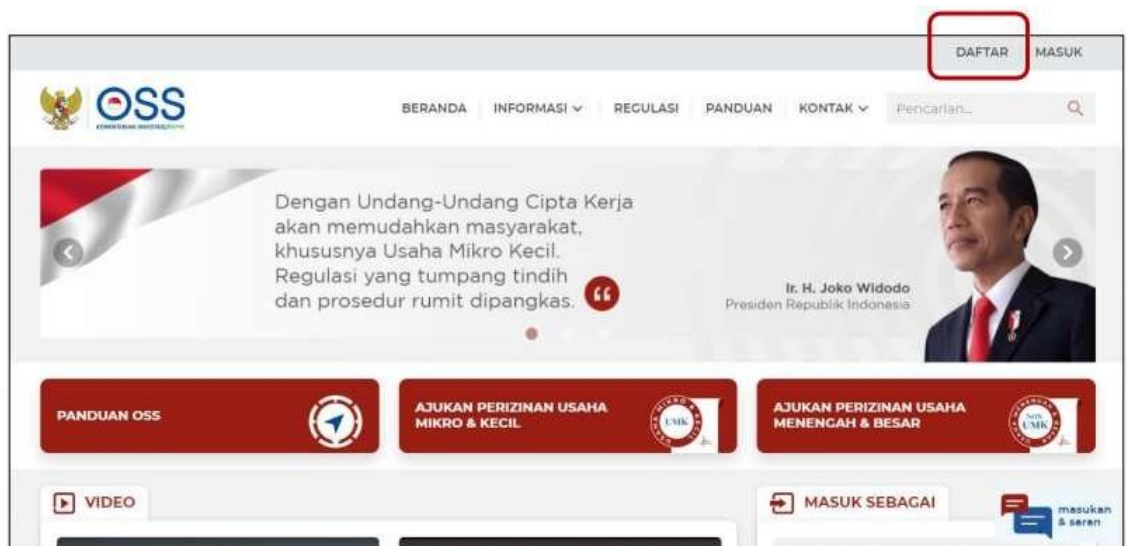 DAFTAR
MASUK
OSS
BERANDA
INFORMASI
REGULASI
PANDUAN
KONTAK
Pencarian...
Dengan Undang-Undang Cipta Kerja
akan memudahkan masyarakat,
khususnya Usaha Mikro Kecil.
Regulasi yang tumpang tindih
dan prosedur rumit dipangkas.
Ir. H. Joko Widodo
Presiden Republik Indonesia
PANDUAN OSS
AJUKAN PERIZINAN USAHA
MIKRO & KECIL
UMK
AJUKAN PERIZINAN USAHA
MENENGAH & BESAR
NON
UMK
VIDEO
MASUK SEBAGAI
masukan
& saran